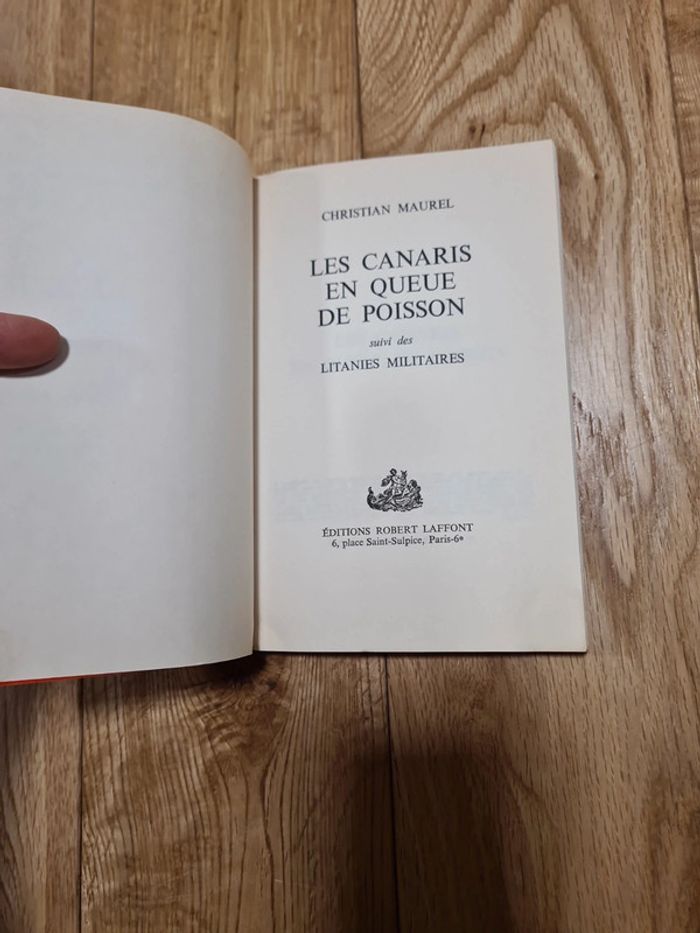 CHRISTIAN MAUREL
LES CANARIS
EN QUEUE
DE POISSON
suivi des
LITANIES MILITAIRES
ÉDITIONS ROBERT LAFFONT
6, place Saint-Sulpice, Paris-6e